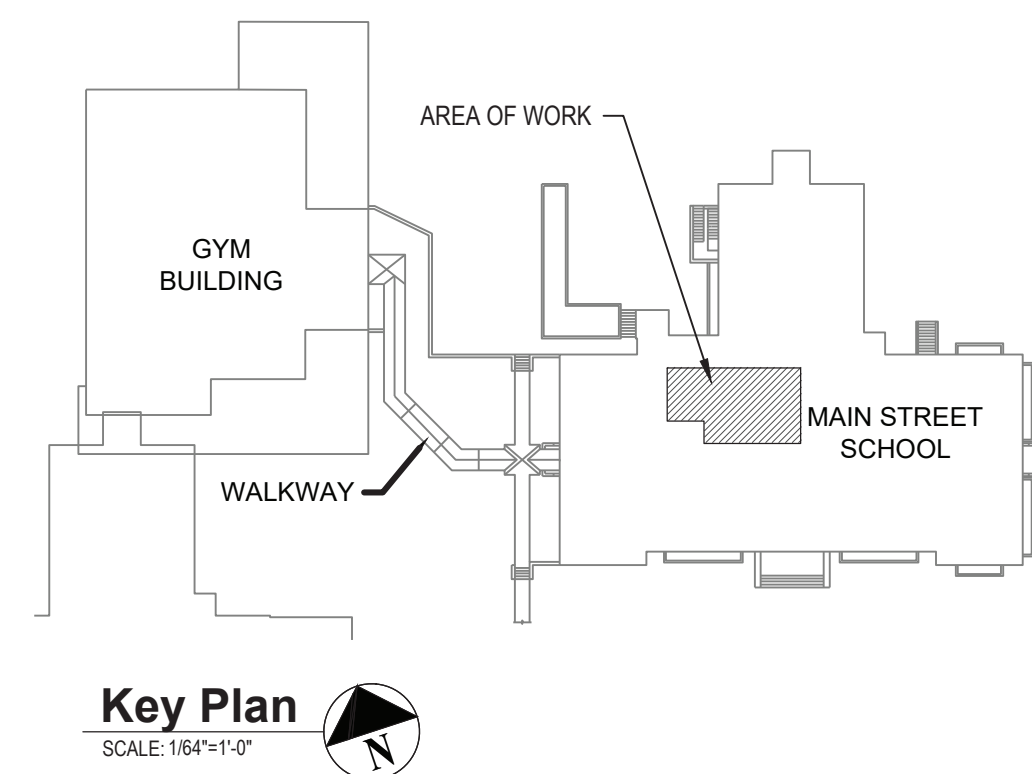 AREA OF WORK
GYM
BUILDING
MAIN STREET
SCHOOL
WALKWAY
Key Plan
SCALE: 1/64"=1'-0"
N